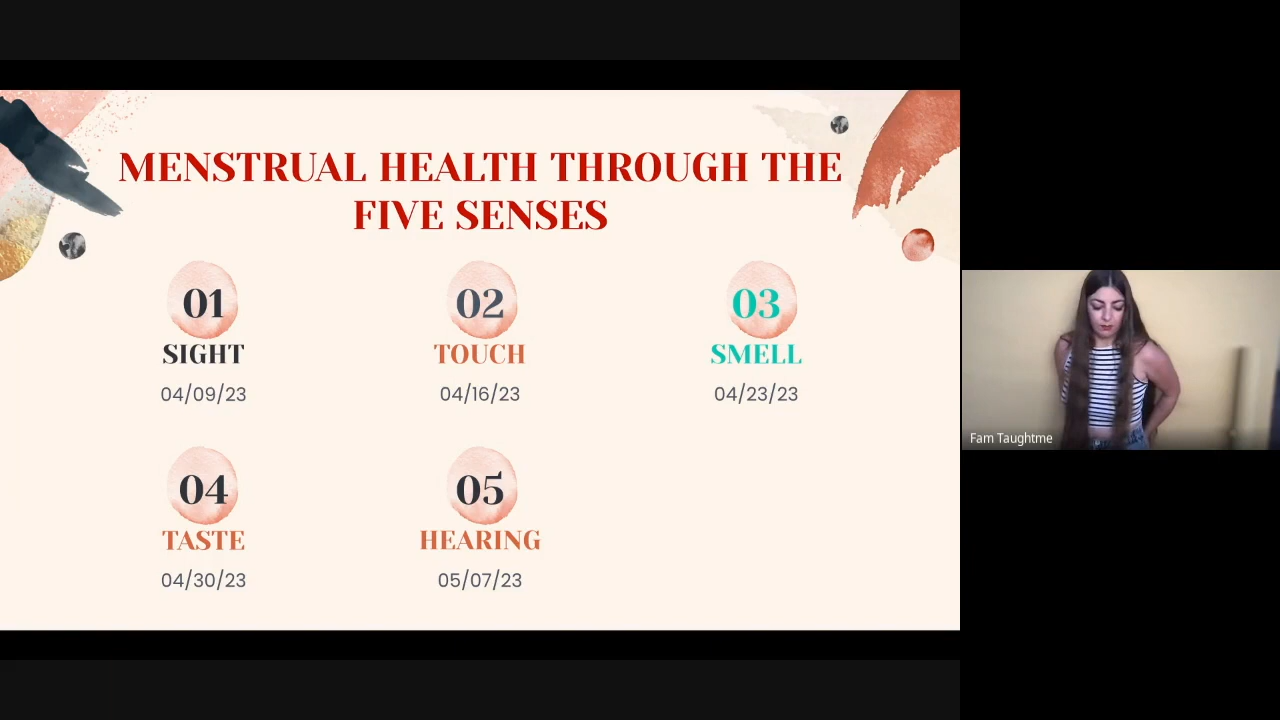 MENSTRUAL HEALTH THROUGH THE
FIVE SENSES
01
SIGHT
04/09/23
02
TOUCH
04/16/23
03
SMELL
04/23/23
04
TASTE
04/30/23
05
HEARING
05/07/23
Fam Taughtme